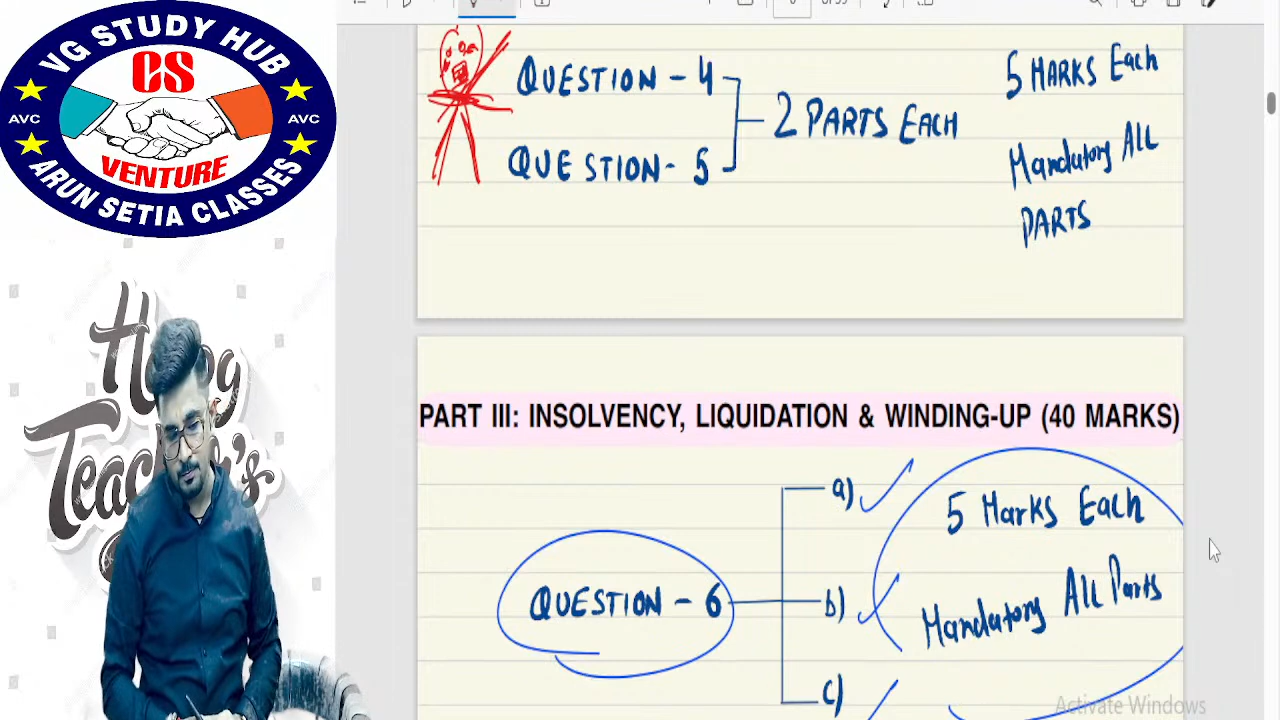 VG STUDY HUB
CS
AVC
AVC
VENTURE
ARUN SETIA CLASSES
Teacher's
QUESTION - 4
QUESTION - 5
2 PARTS EACH
5 MARKS Each
Mandatory All
PARTS
PART III: INSOLVENCY, LIQUIDATION & WINDING-UP (40 MARKS)
QUESTION - 6
a)
b)
c)
5 Marks Each
Mandatory All Parts
Activate Windows